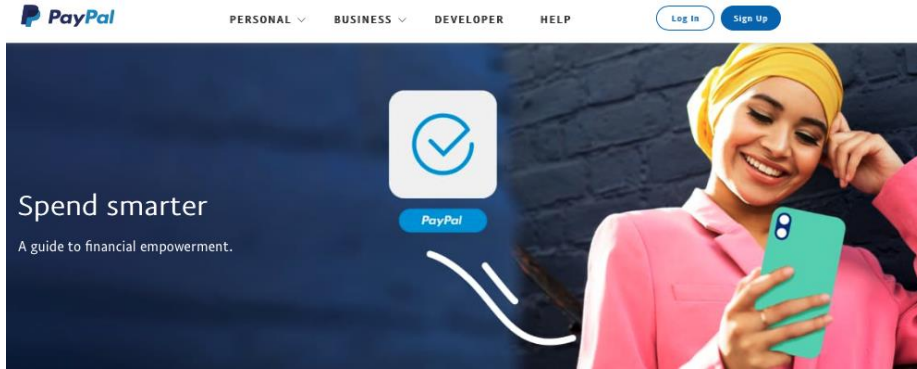 PayPal
PERSONAL
BUSINESS
DEVELOPER
HELP
Log In
Sign Up
PayPal
Spend smarter
A guide to financial empowerment.